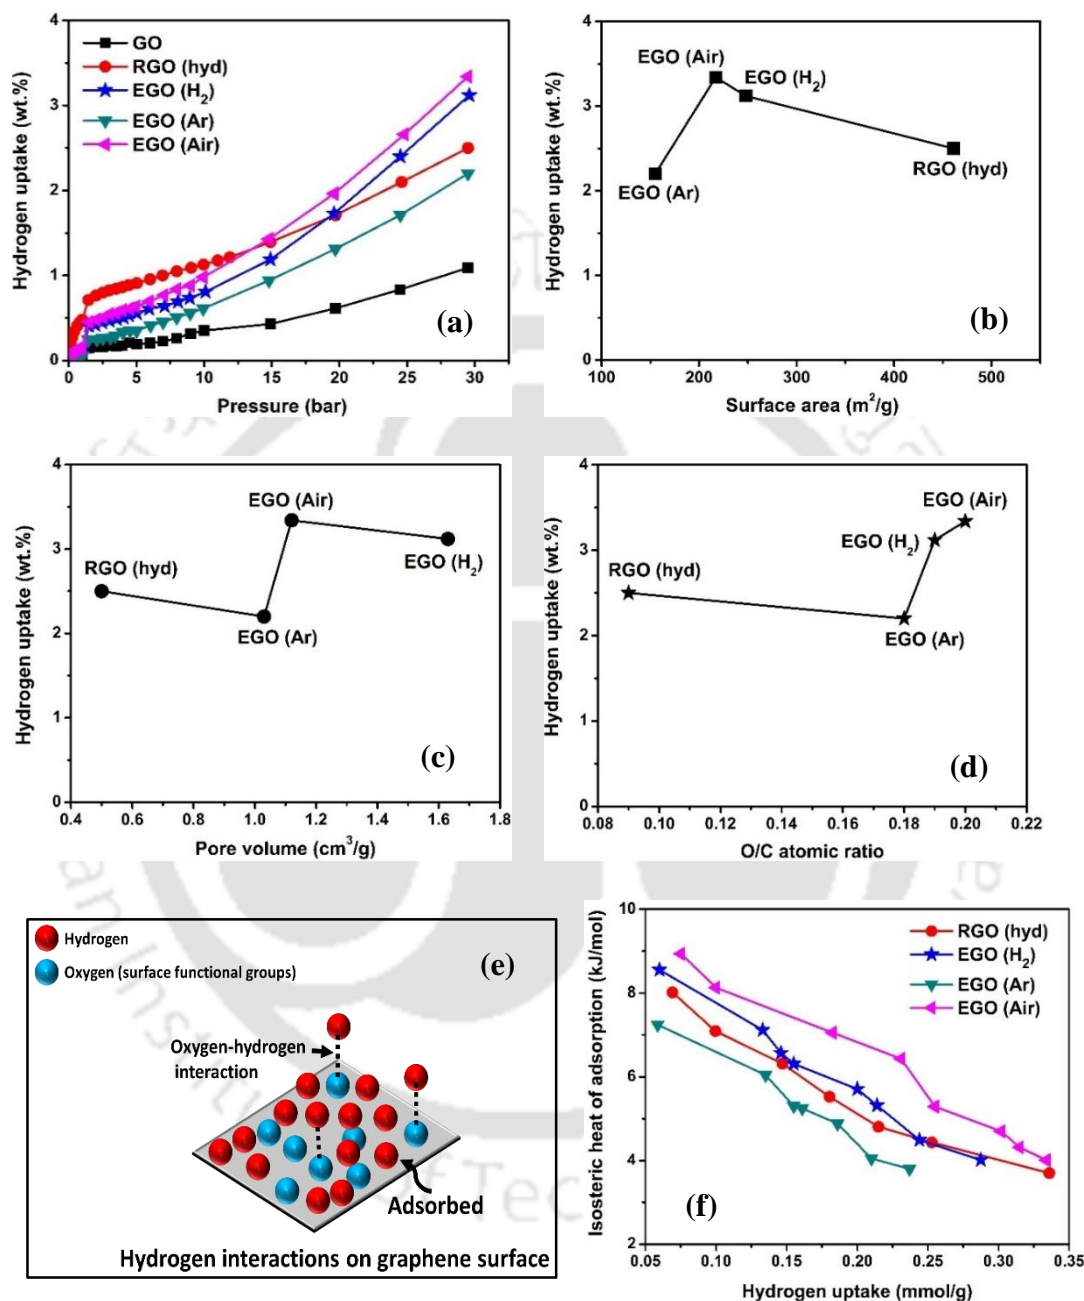 4
3
2
1
0
Hydrogen uptake (wt.%)
GO
RGO (hyd)
EGO (H2)
EGO (Ar)
EGO (Air)
(a)
0 5 10 15 20 25 30
Pressure (bar)
4
3
2
1
0
Hydrogen uptake (wt.%)
EGO (Air)
EGO (H2)
RGO (hyd)
EGO (Ar)
(b)
100 200 300 400 500
Surface area (m2/g)
4
3
2
1
0
Hydrogen uptake (wt.%)
EGO (Air)
RGO (hyd)
EGO (H2)
EGO (Ar)
(c)
0.4 0.6 0.8 1.0 1.2 1.4 1.6 1.8
Pore volume (cm3/g)
4
3
2
1
0
Hydrogen uptake (wt.%)
EGO (Air)
EGO (H2)
RGO (hyd)
EGO (Ar)
(d)
0.08 0.10 0.12 0.14 0.16 0.18 0.20 0.22
O/C atomic ratio
Hydrogen
Oxygen (surface functional groups)
(e)
Oxygen-hydrogen
interaction
Adsorbed
Hydrogen interactions on graphene surface
10
8
6
4
2
Isosteric heat of adsorption (kJ/mol)
RGO (hyd)
EGO (H2)
EGO (Ar)
EGO (Air)
(f)
0.05 0.10 0.15 0.20 0.25 0.30 0.35
Hydrogen uptake (mmol/g)